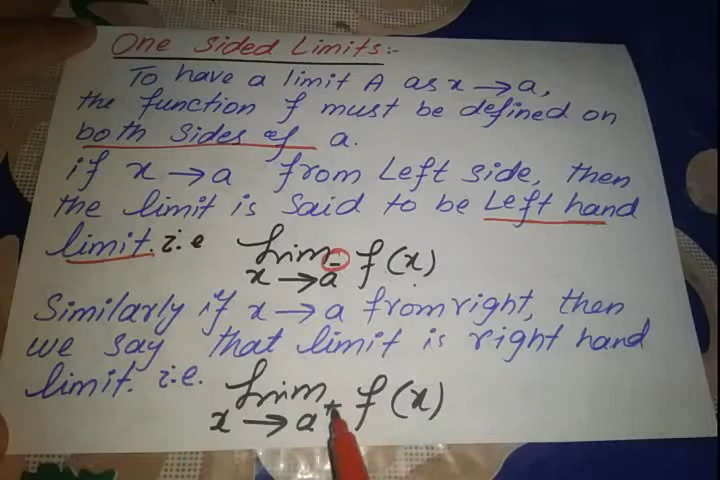 One Sided Limits:-
To have a limit A as x → a,
the function f must be defined on
both sides of a.
if x → a from Left side, then
the limit is said to be Left hand
limit. i.e lim x → a⁻ f(x)
Similarly if x → a from right, then
we say that limit is right hand
limit. i.e. lim x → a⁺ f(x)